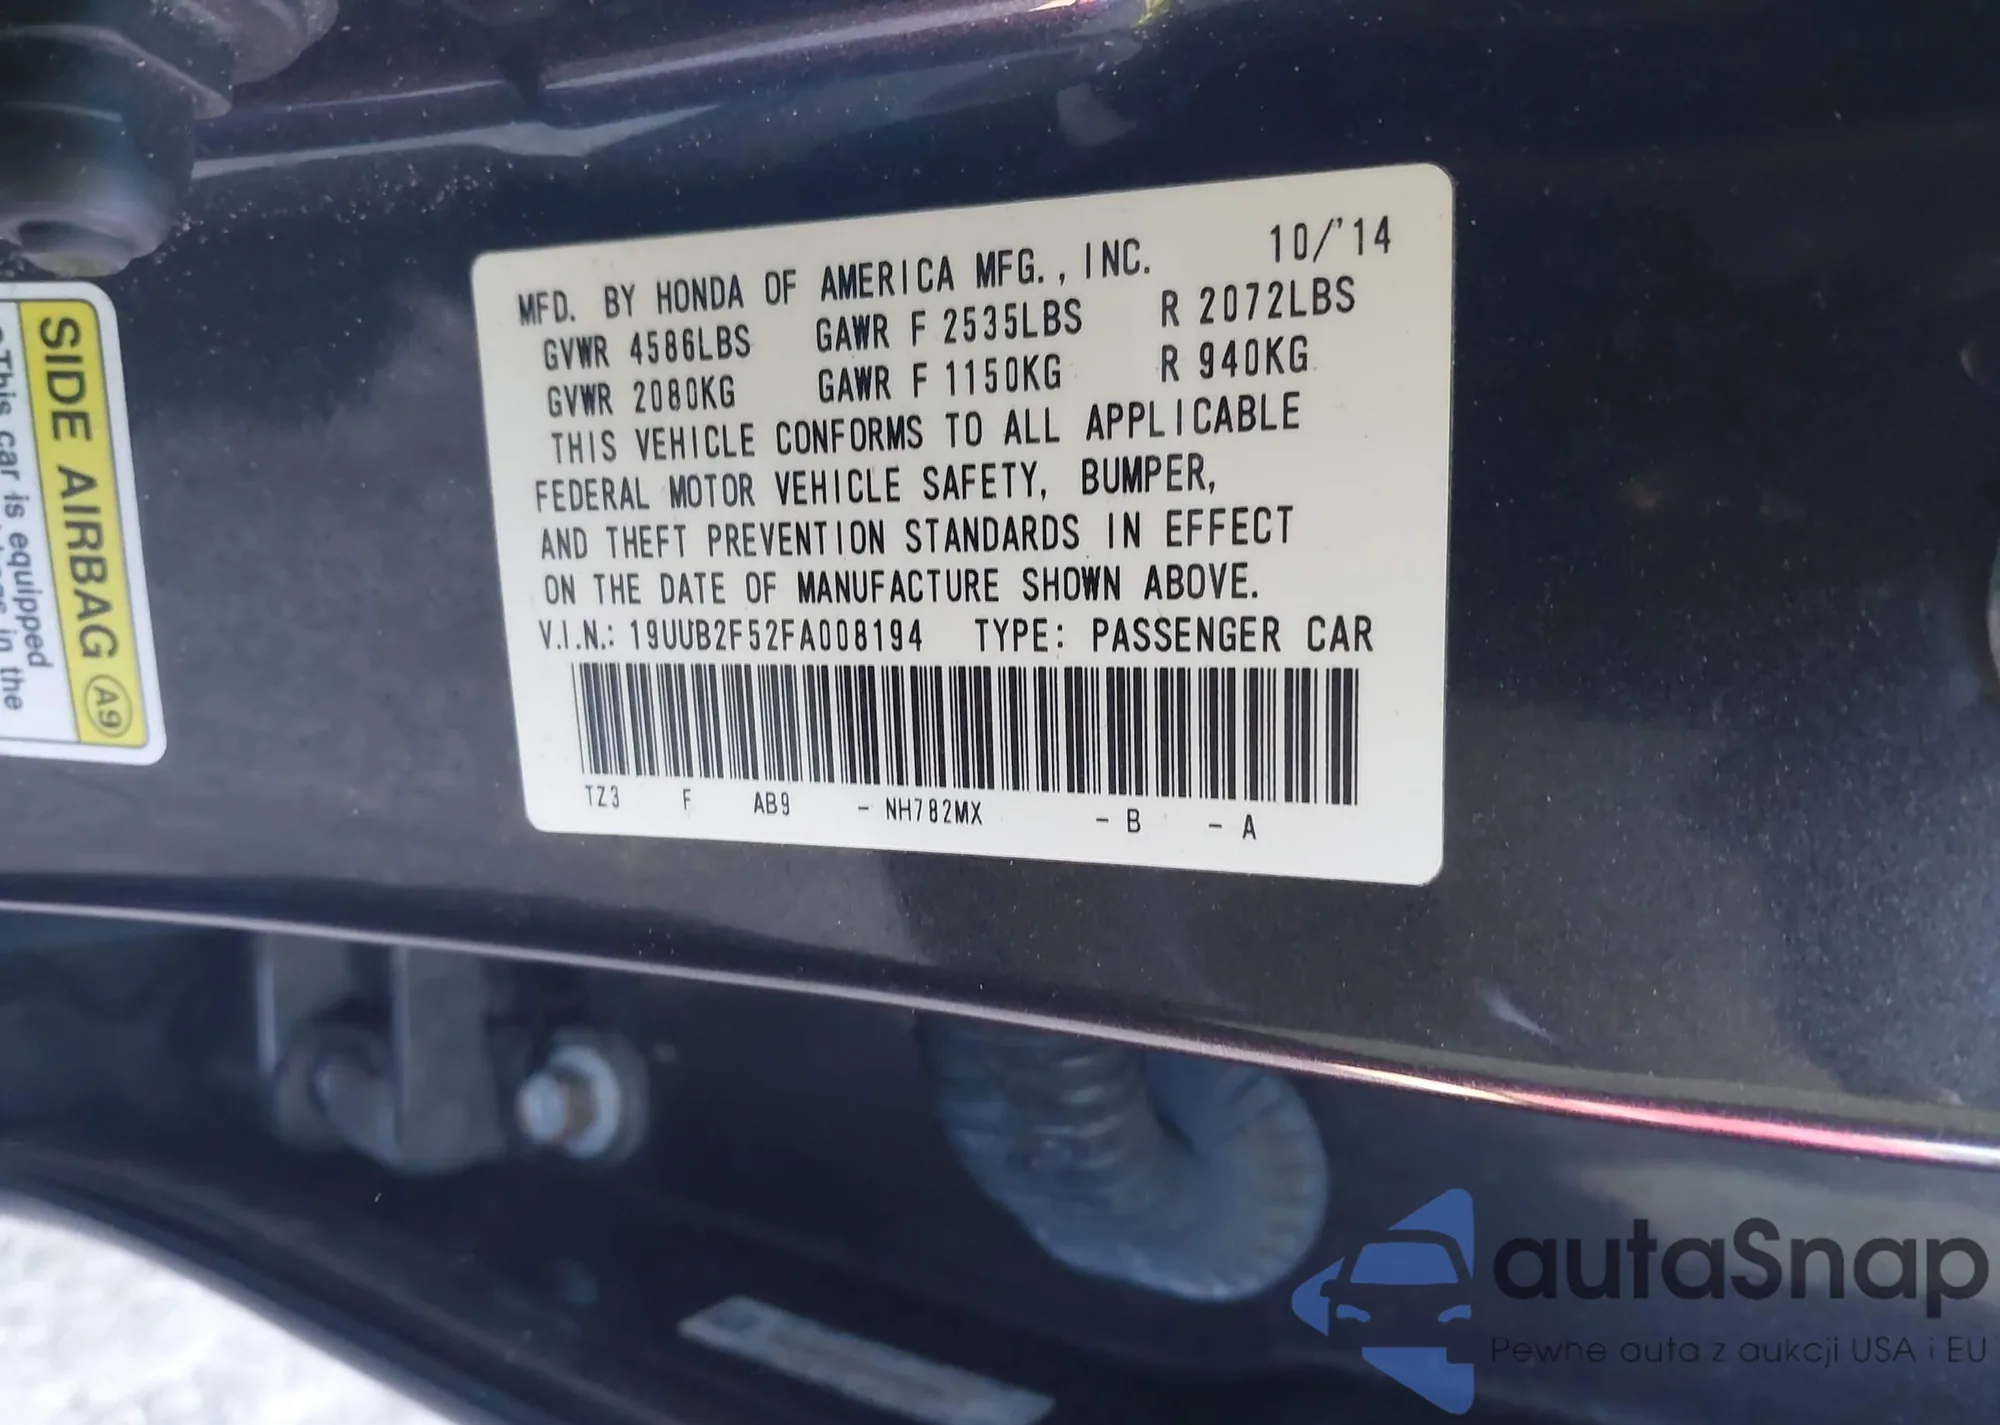 MFD. BY HONDA OF AMERICA MFG., INC. 10/'14
GVWR 4586LBS GAWR F 2535LBS R 2072LBS
GVWR 2080KG GAWR F 1150KG R 940KG
THIS VEHICLE CONFORMS TO ALL APPLICABLE
FEDERAL MOTOR VEHICLE SAFETY, BUMPER,
AND THEFT PREVENTION STANDARDS IN EFFECT
ON THE DATE OF MANUFACTURE SHOWN ABOVE.
V.I.N.: 19UUB2F52FA008194 TYPE: PASSENGER CAR
TZ3 F AB9 - NH782MX - B - A
SIDE AIRBAG A9
This car is equipped
in the
autaSnap
Pewne auta z aukcji USA i EU